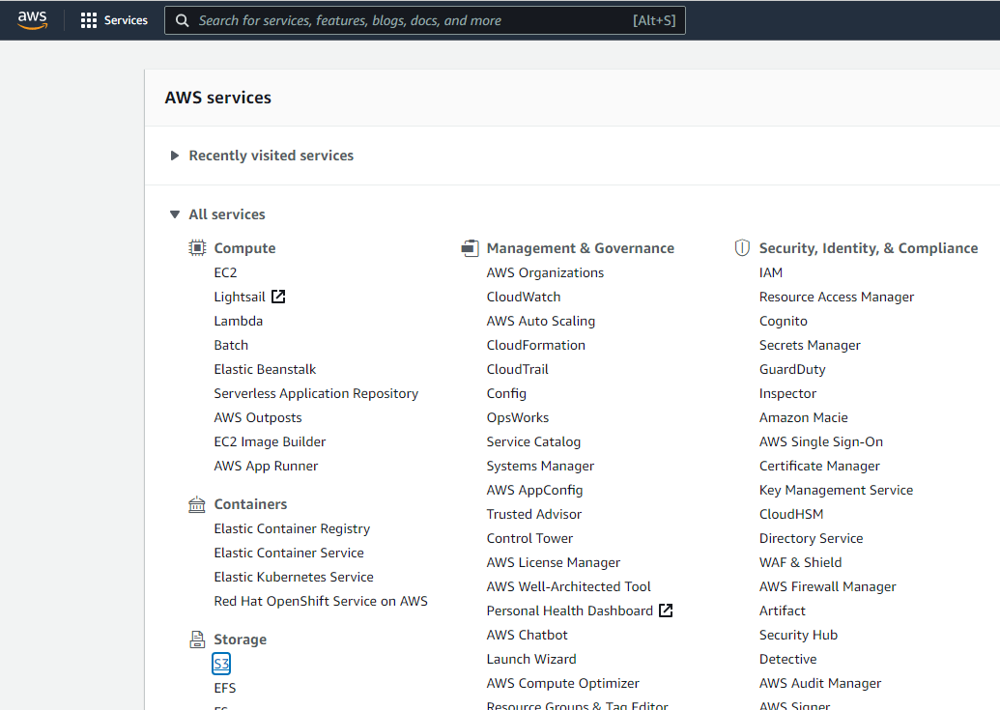 aws
Services
Search for services, features, blogs, docs, and more [Alt+S]
AWS services
Recently visited services
All services
Compute
EC2
Lightsail
Lambda
Batch
Elastic Beanstalk
Serverless Application Repository
AWS Outposts
EC2 Image Builder
AWS App Runner
Containers
Elastic Container Registry
Elastic Container Service
Elastic Kubernetes Service
Red Hat OpenShift Service on AWS
Storage
S3
EFS
Management & Governance
AWS Organizations
CloudWatch
AWS Auto Scaling
CloudFormation
CloudTrail
Config
OpsWorks
Service Catalog
Systems Manager
AWS AppConfig
Trusted Advisor
Control Tower
AWS License Manager
AWS Well-Architected Tool
Personal Health Dashboard
AWS Chatbot
Launch Wizard
AWS Compute Optimizer
Resource Groups & Tag Editor
Security, Identity, & Compliance
IAM
Resource Access Manager
Cognito
Secrets Manager
GuardDuty
Inspector
Amazon Macie
AWS Single Sign-On
Certificate Manager
Key Management Service
CloudHSM
Directory Service
WAF & Shield
AWS Firewall Manager
Artifact
Security Hub
Detective
AWS Audit Manager
AWS Signer